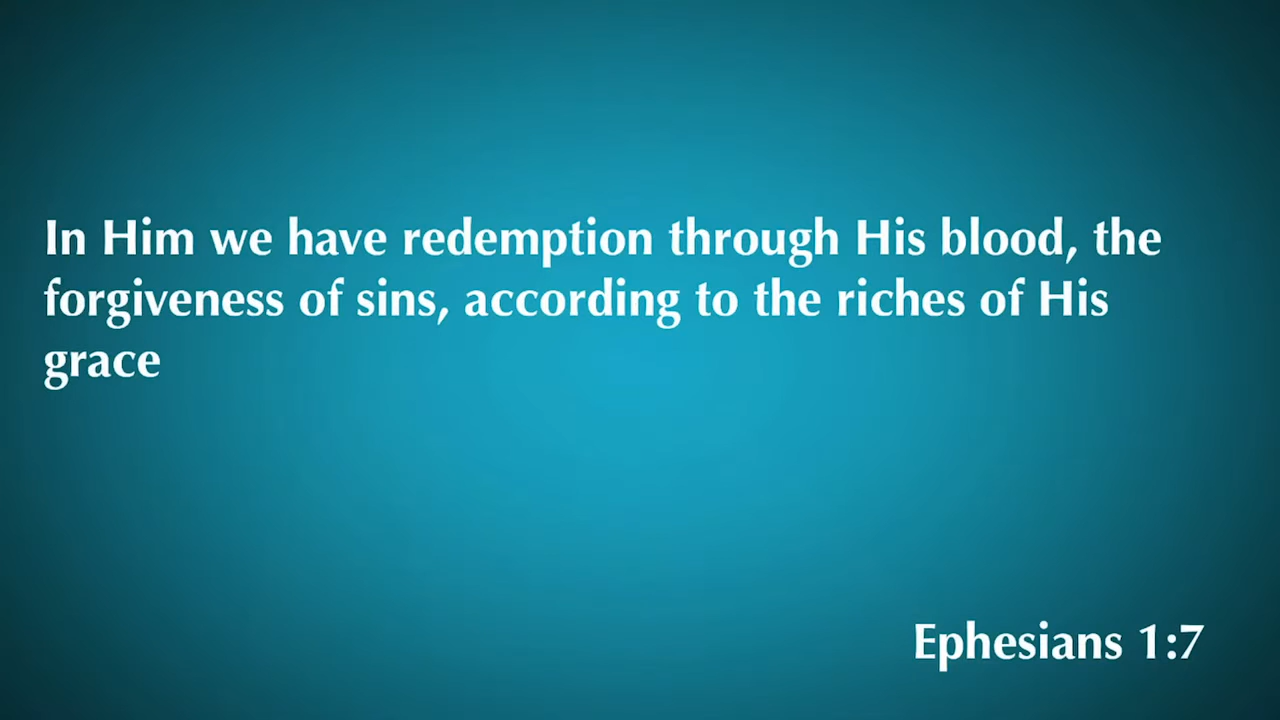 In Him we have redemption through His blood, the
forgiveness of sins, according to the riches of His
grace
Ephesians 1:7